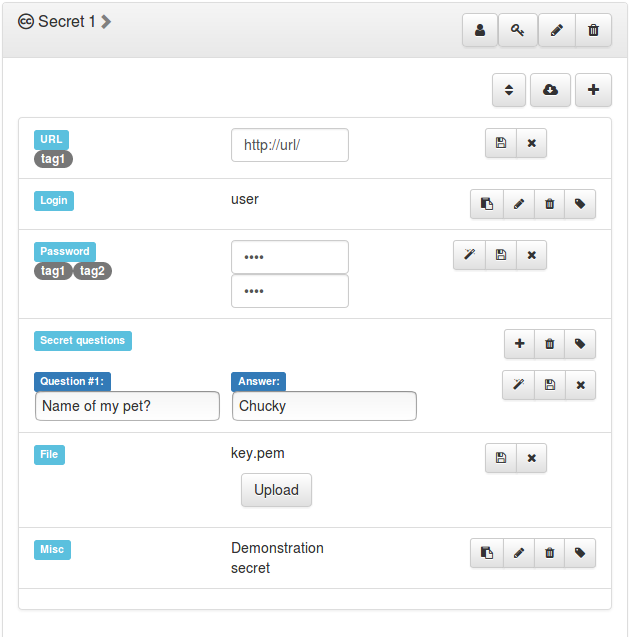 Secret 1
URL
http://url/
tag1
Login
user
Password
••••
tag1 tag2
••••
Secret questions
Question #1: Answer:
Name of my pet? Chucky
File
key.pem
Upload
Misc
Demonstration
secret